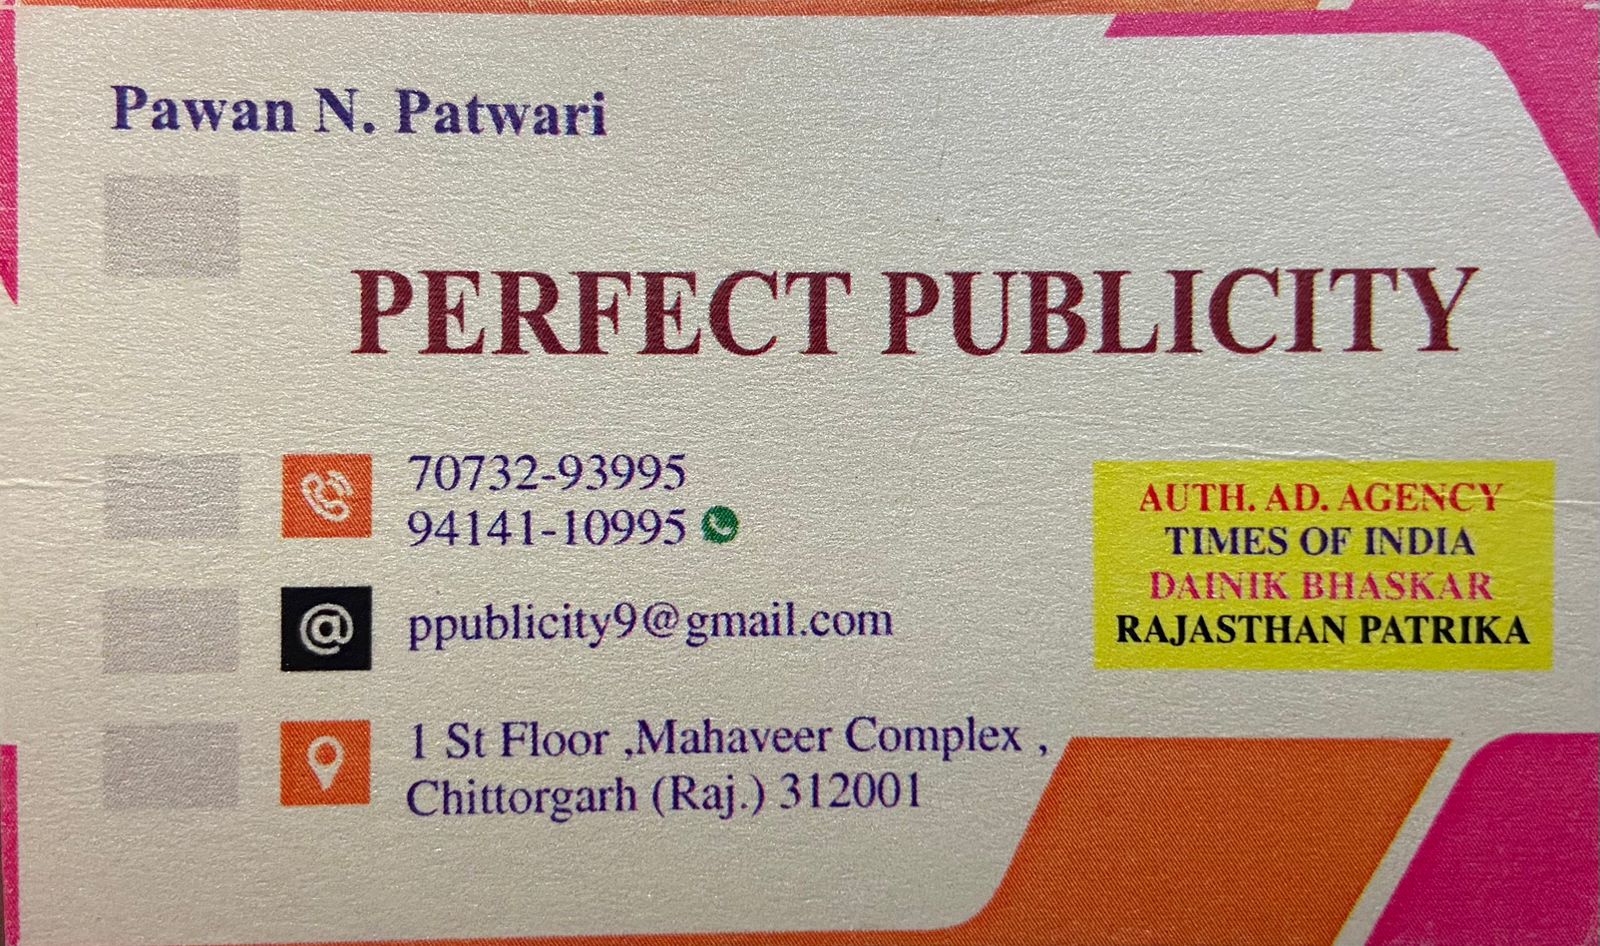 Pawan N. Patwari
PERFECT PUBLICITY
70732-93995
94141-10995
ppublicity9@gmail.com
1 St Floor ,Mahaveer Complex ,
Chittorgarh (Raj.) 312001
AUTH. AD. AGENCY
TIMES OF INDIA
DAINIK BHASKAR
RAJASTHAN PATRIKA